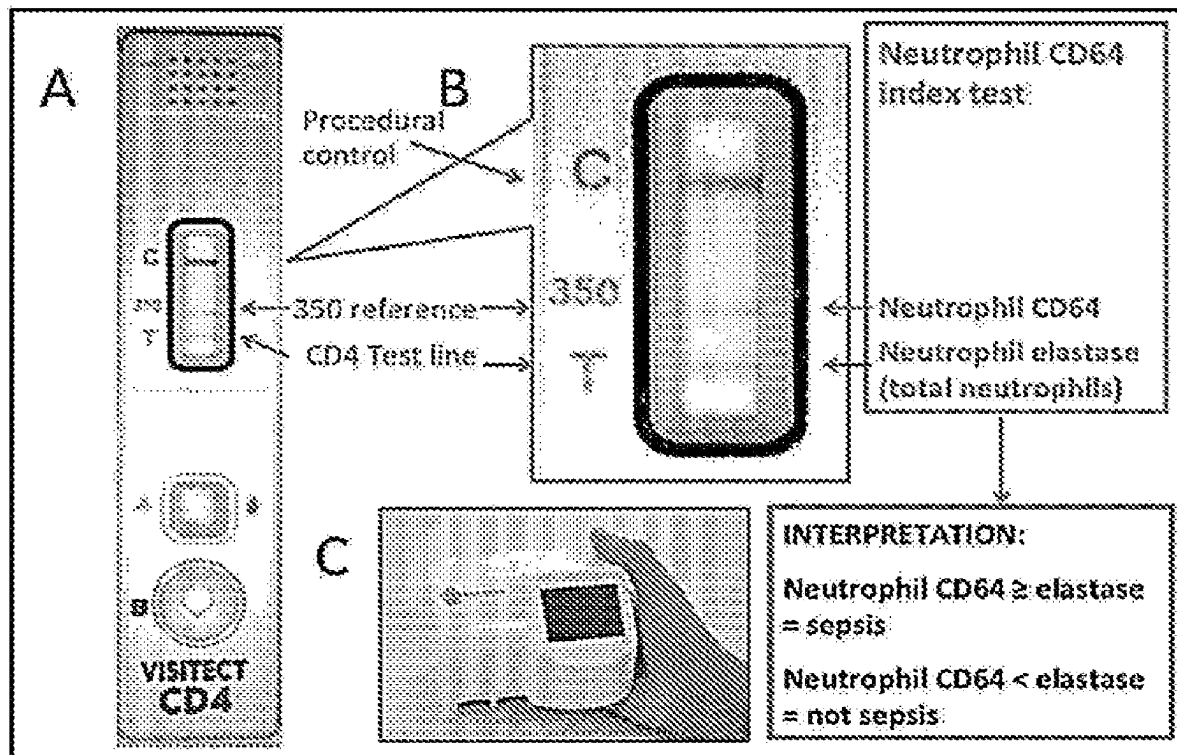 A
C
350
T
A
B
B
VISITECT
CD4
Procedural
control
350 reference
CD4 Test line
B
C
350
T
Neutrophil CD64
index test:
Neutrophil CD64
Neutrophil elastase
(total neutrophils)
C
INTERPRETATION:
Neutrophil CD64 ≥ elastase
= sepsis
Neutrophil CD64 < elastase
= not sepsis